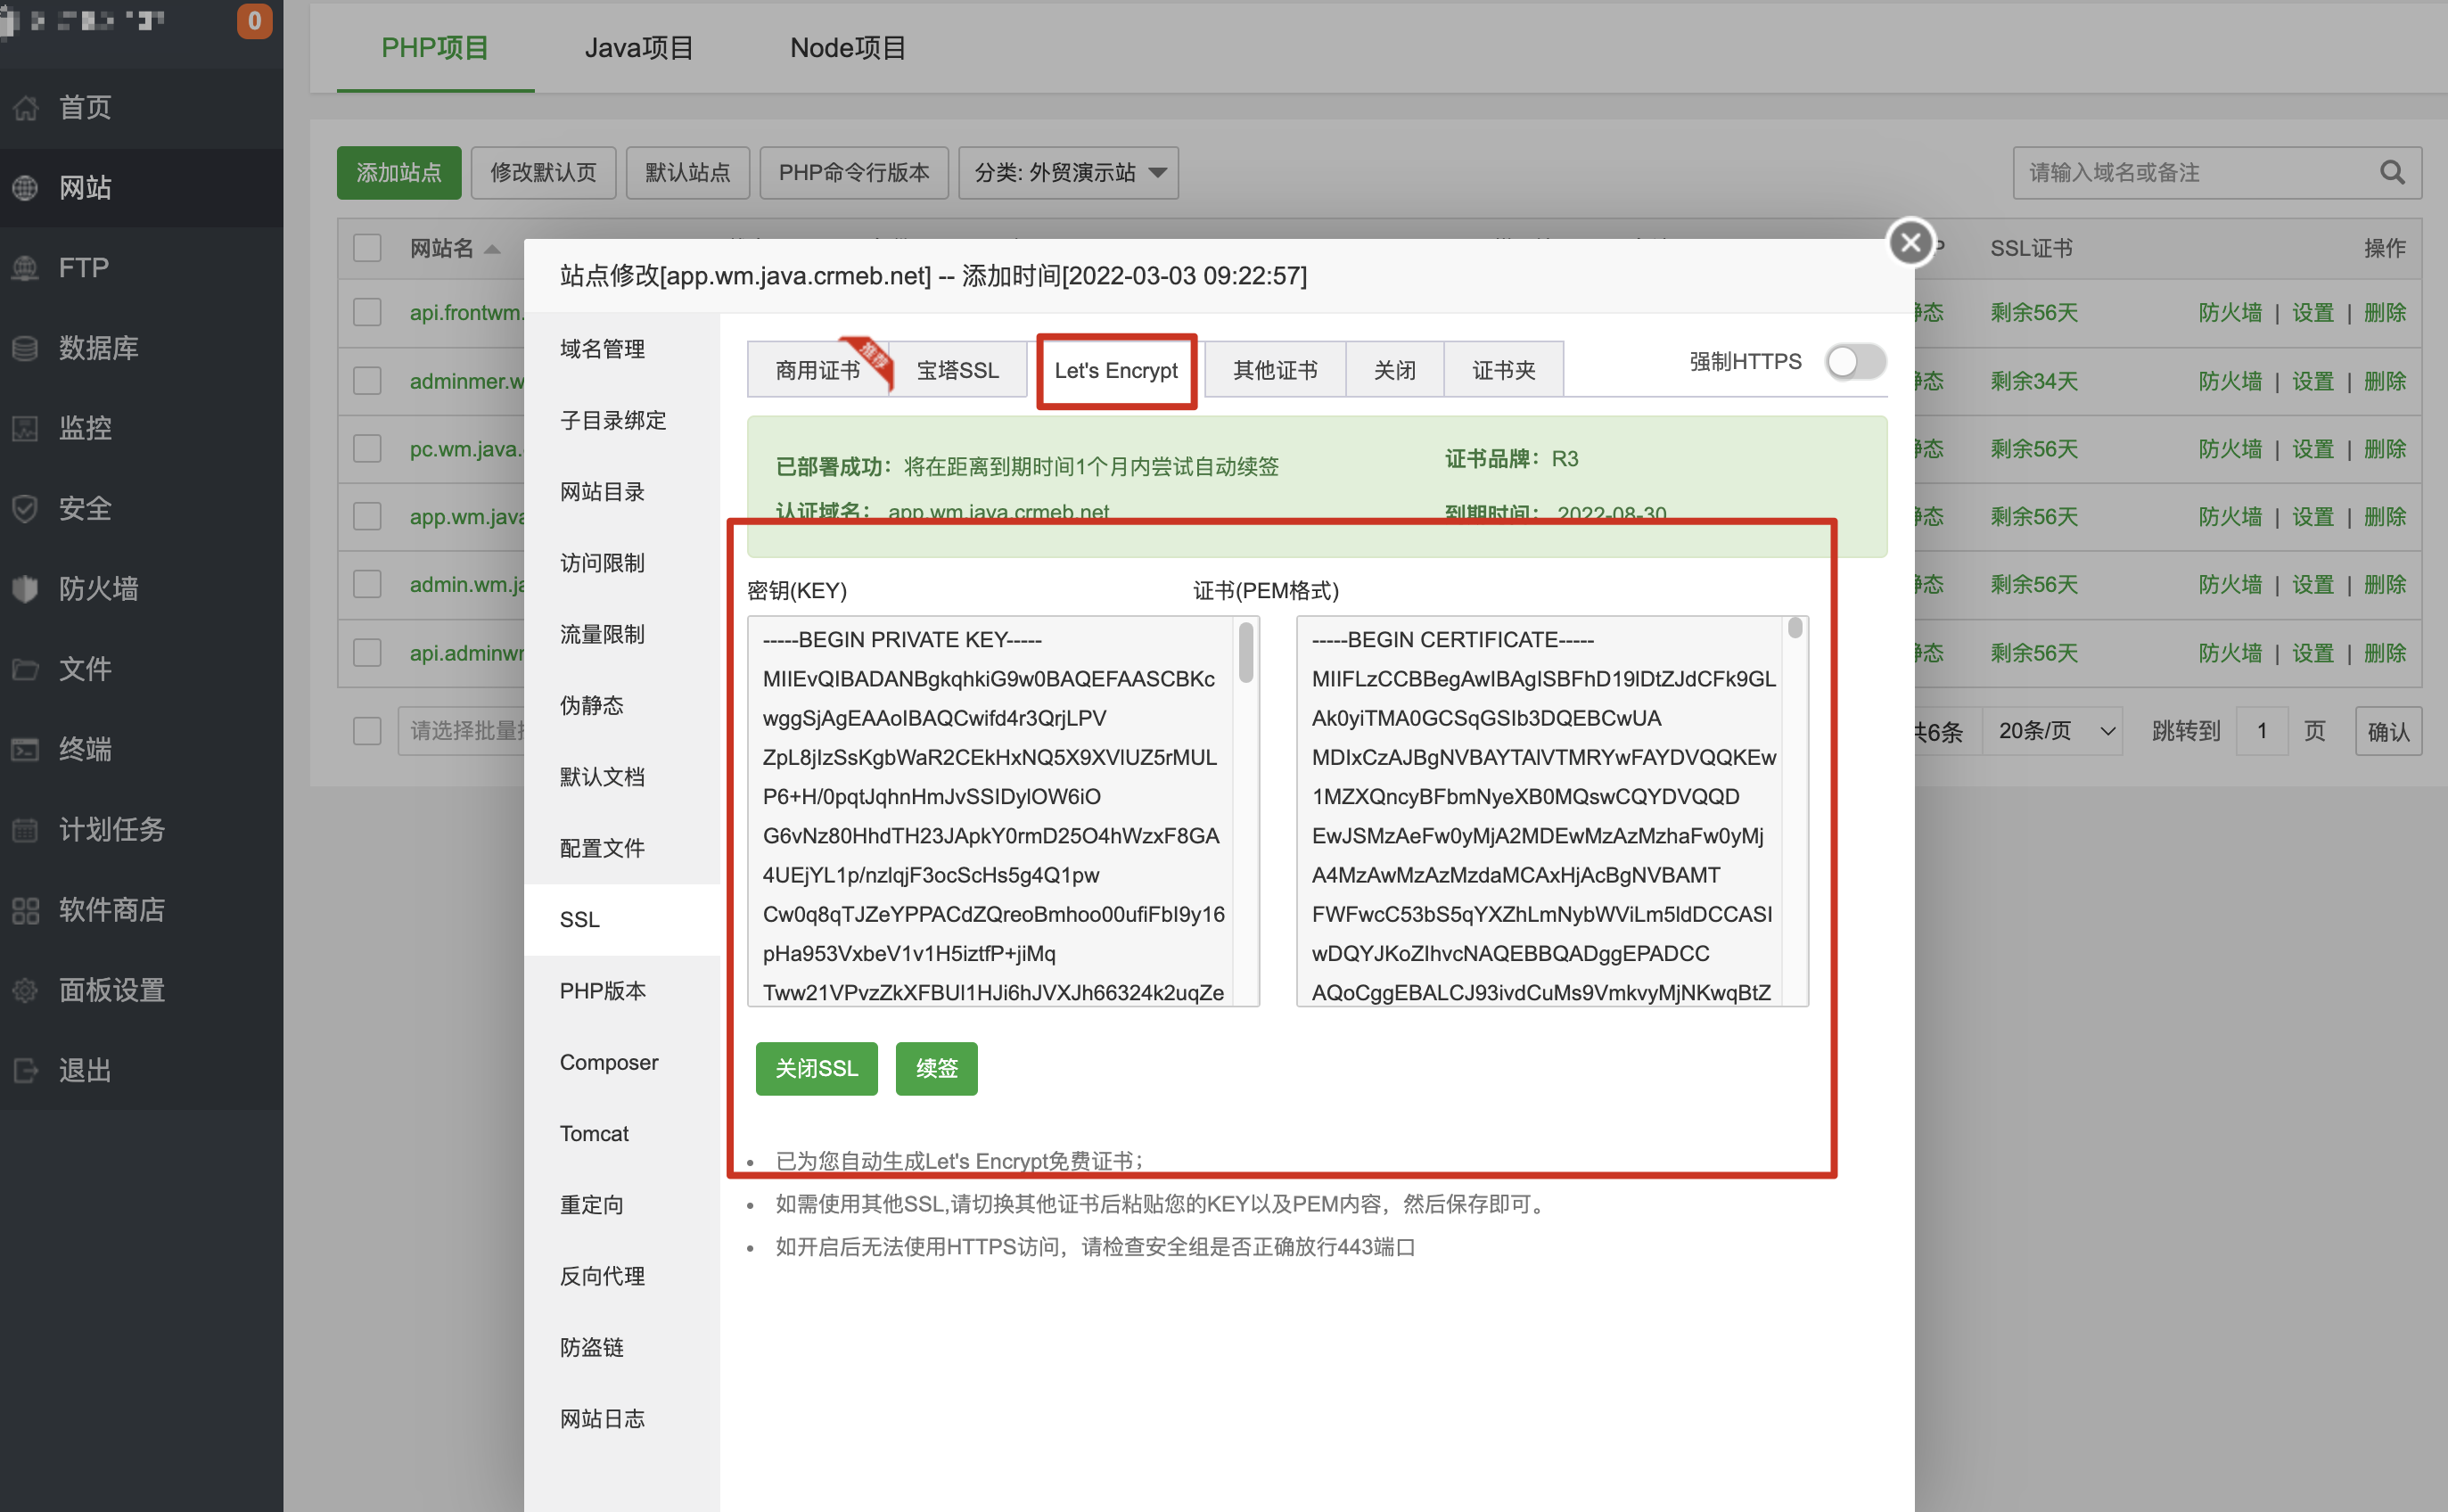 0
首页
网站
FTP
数据库
监控
安全
防火墙
文件
终端
计划任务
软件商店
面板设置
退出
PHP项目 Java项目 Node项目
添加站点 修改默认页 默认站点 PHP命令行版本 分类: 外贸演示站 请输入域名或备注
网站名 SSL证书 操作
api.frontwm. 静态 剩余56天 防火墙 | 设置 | 删除
adminmer.w 静态 剩余34天 防火墙 | 设置 | 删除
pc.wm.java. 静态 剩余56天 防火墙 | 设置 | 删除
app.wm.java 静态 剩余56天 防火墙 | 设置 | 删除
admin.wm.ja 静态 剩余56天 防火墙 | 设置 | 删除
api.adminwm 静态 剩余56天 防火墙 | 设置 | 删除
请选择批量 共6条 20条/页 跳转到 1 页 确认
站点修改[app.wm.java.crmeb.net] -- 添加时间[2022-03-03 09:22:57]
域名管理
子目录绑定
网站目录
访问限制
流量限制
伪静态
默认文档
配置文件
SSL
PHP版本
Composer
Tomcat
重定向
反向代理
防盗链
网站日志
商用证书 推荐 宝塔SSL Let's Encrypt 其他证书 关闭 证书夹 强制HTTPS
已部署成功：将在距离到期时间1个月内尝试自动续签 证书品牌：R3
认证域名：app.wm.java.crmeb.net 到期时间：2022-08-30
密钥(KEY) 证书(PEM格式)
-----BEGIN PRIVATE KEY-----
MIIEvQIBADANBgkqhkiG9w0BAQEFAASCBKc
wggSjAgEAAoIBAQCwifd4r3QrjLPV
ZpL8jIzSsKgbWaR2CEkHxNQ5X9XVlUZ5rMUL
P6+H/0pqtJqhnHmJvSSIDylOW6iO
G6vNz80HhdTH23JApkY0rmD25O4hWzxF8GA
4UEjYL1p/nzlqjF3ocScHs5g4Q1pw
Cw0q8qTJZeYPPACdZQreoBmhoo00ufiFbI9y16
pHa953VxbeV1v1H5iztfP+jiMq
Tww21VPvzZkXFBUl1HJi6hJVXJh66324k2uqZe
-----BEGIN CERTIFICATE-----
MIIFLzCCBBegAwIBAgISBFhD19lDtZJdCFk9GL
Ak0yiTMA0GCSqGSIb3DQEBCwUA
MDIxCzAJBgNVBAYTAlVTMRYwFAYDVQQKEw
1MZXQncyBFbmNyeXB0MQswCQYDVQQD
EwJSMzAeFw0yMjA2MDEwMzAzMzhaFw0yMj
A4MzAwMzAzMzdaMCAxHjAcBgNVBAMT
FWFwcC53bS5qYXZhLmNybWViLm5ldDCCASI
wDQYJKoZIhvcNAQEBBQADggEPADCC
AQoCggEBALCJ93ivdCuMs9VmkvyMjNKwqBtZ
关闭SSL 续签
已为您自动生成Let's Encrypt免费证书；
如需使用其他SSL,请切换其他证书后粘贴您的KEY以及PEM内容，然后保存即可。
如开启后无法使用HTTPS访问，请检查安全组是否正确放行443端口